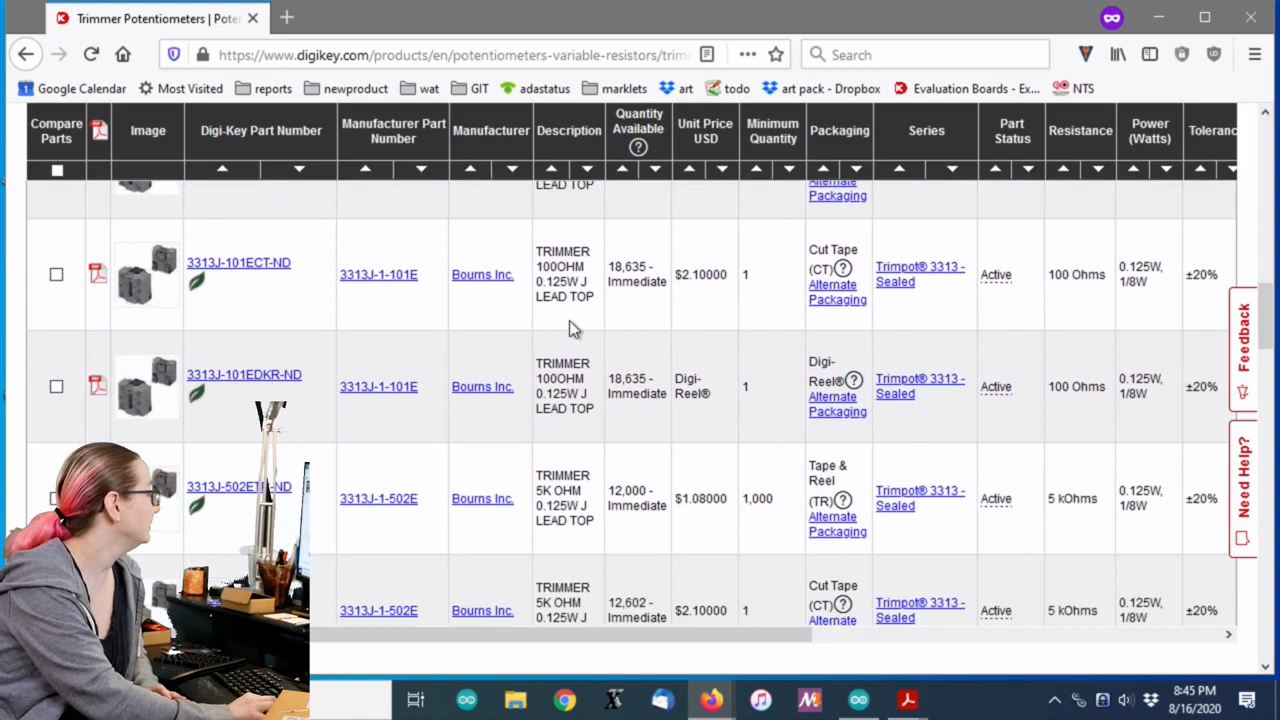 Trimmer Potentiometers | Pote
https://www.digikey.com/products/en/potentiometers-variable-resistors/trim
Search
Google Calendar
Most Visited
reports
newproduct
wat
GIT
adastatus
marklets
art
todo
art pack - Dropbox
Evaluation Boards - Ex...
NTS
Compare
Parts
Image
Digi-Key Part Number
Manufacturer Part
Number
Manufacturer
Description
Quantity
Available
?
Unit Price
USD
Minimum
Quantity
Packaging
Series
Part
Status
Resistance
Power
(Watts)
Toleranc
LEAD TOP
Alternate
Packaging
3313J-101ECT-ND
3313J-1-101E
Bourns Inc.
TRIMMER
100OHM
0.125W J
LEAD TOP
18,635 -
Immediate
$2.10000
1
Cut Tape
(CT)?
Alternate
Packaging
Trimpot® 3313 -
Sealed
Active
100 Ohms
0.125W,
1/8W
±20%
3313J-101EDKR-ND
3313J-1-101E
Bourns Inc.
TRIMMER
100OHM
0.125W J
LEAD TOP
18,635 -
Immediate
Digi-
Reel®
1
Digi-
Reel®?
Alternate
Packaging
Trimpot® 3313 -
Sealed
Active
100 Ohms
0.125W,
1/8W
±20%
3313J-1-502E
Bourns Inc.
TRIMMER
5K OHM
0.125W J
LEAD TOP
12,000 -
Immediate
$1.08000
1,000
Tape &
Reel
(TR)?
Alternate
Packaging
Trimpot® 3313 -
Sealed
Active
5 kOhms
0.125W,
1/8W
±20%
3313J-1-502E
Bourns Inc.
TRIMMER
5K OHM
0.125W J
12,602 -
Immediate
$2.10000
1
Cut Tape
(CT)?
Alternate
Trimpot® 3313 -
Sealed
Active
5 kOhms
0.125W,
1/8W
±20%
Feedback
Need Help?
8:45 PM
8/16/2020